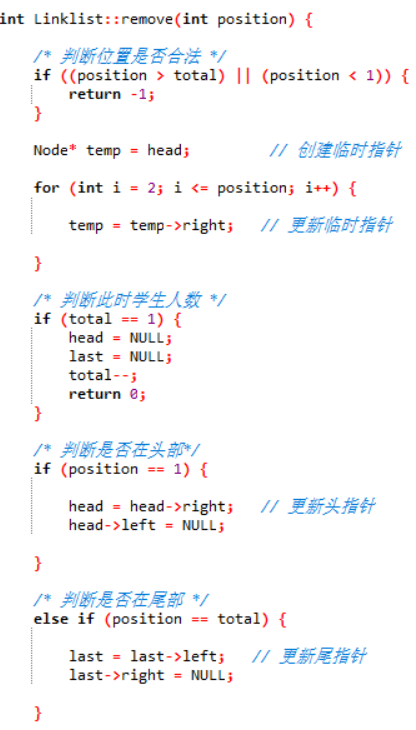 int Linklist::remove(int position) {
/* 判断位置是否合法 */
if ((position > total) || (position < 1)) {
return -1;
}
Node* temp = head; // 创建临时指针
for (int i = 2; i <= position; i++) {
temp = temp->right; // 更新临时指针
}
/* 判断此时学生人数 */
if (total == 1) {
head = NULL;
last = NULL;
total--;
return 0;
}
/* 判断是否在头部*/
if (position == 1) {
head = head->right; // 更新头指针
head->left = NULL;
}
/* 判断是否在尾部 */
else if (position == total) {
last = last->left; // 更新尾指针
last->right = NULL;
}